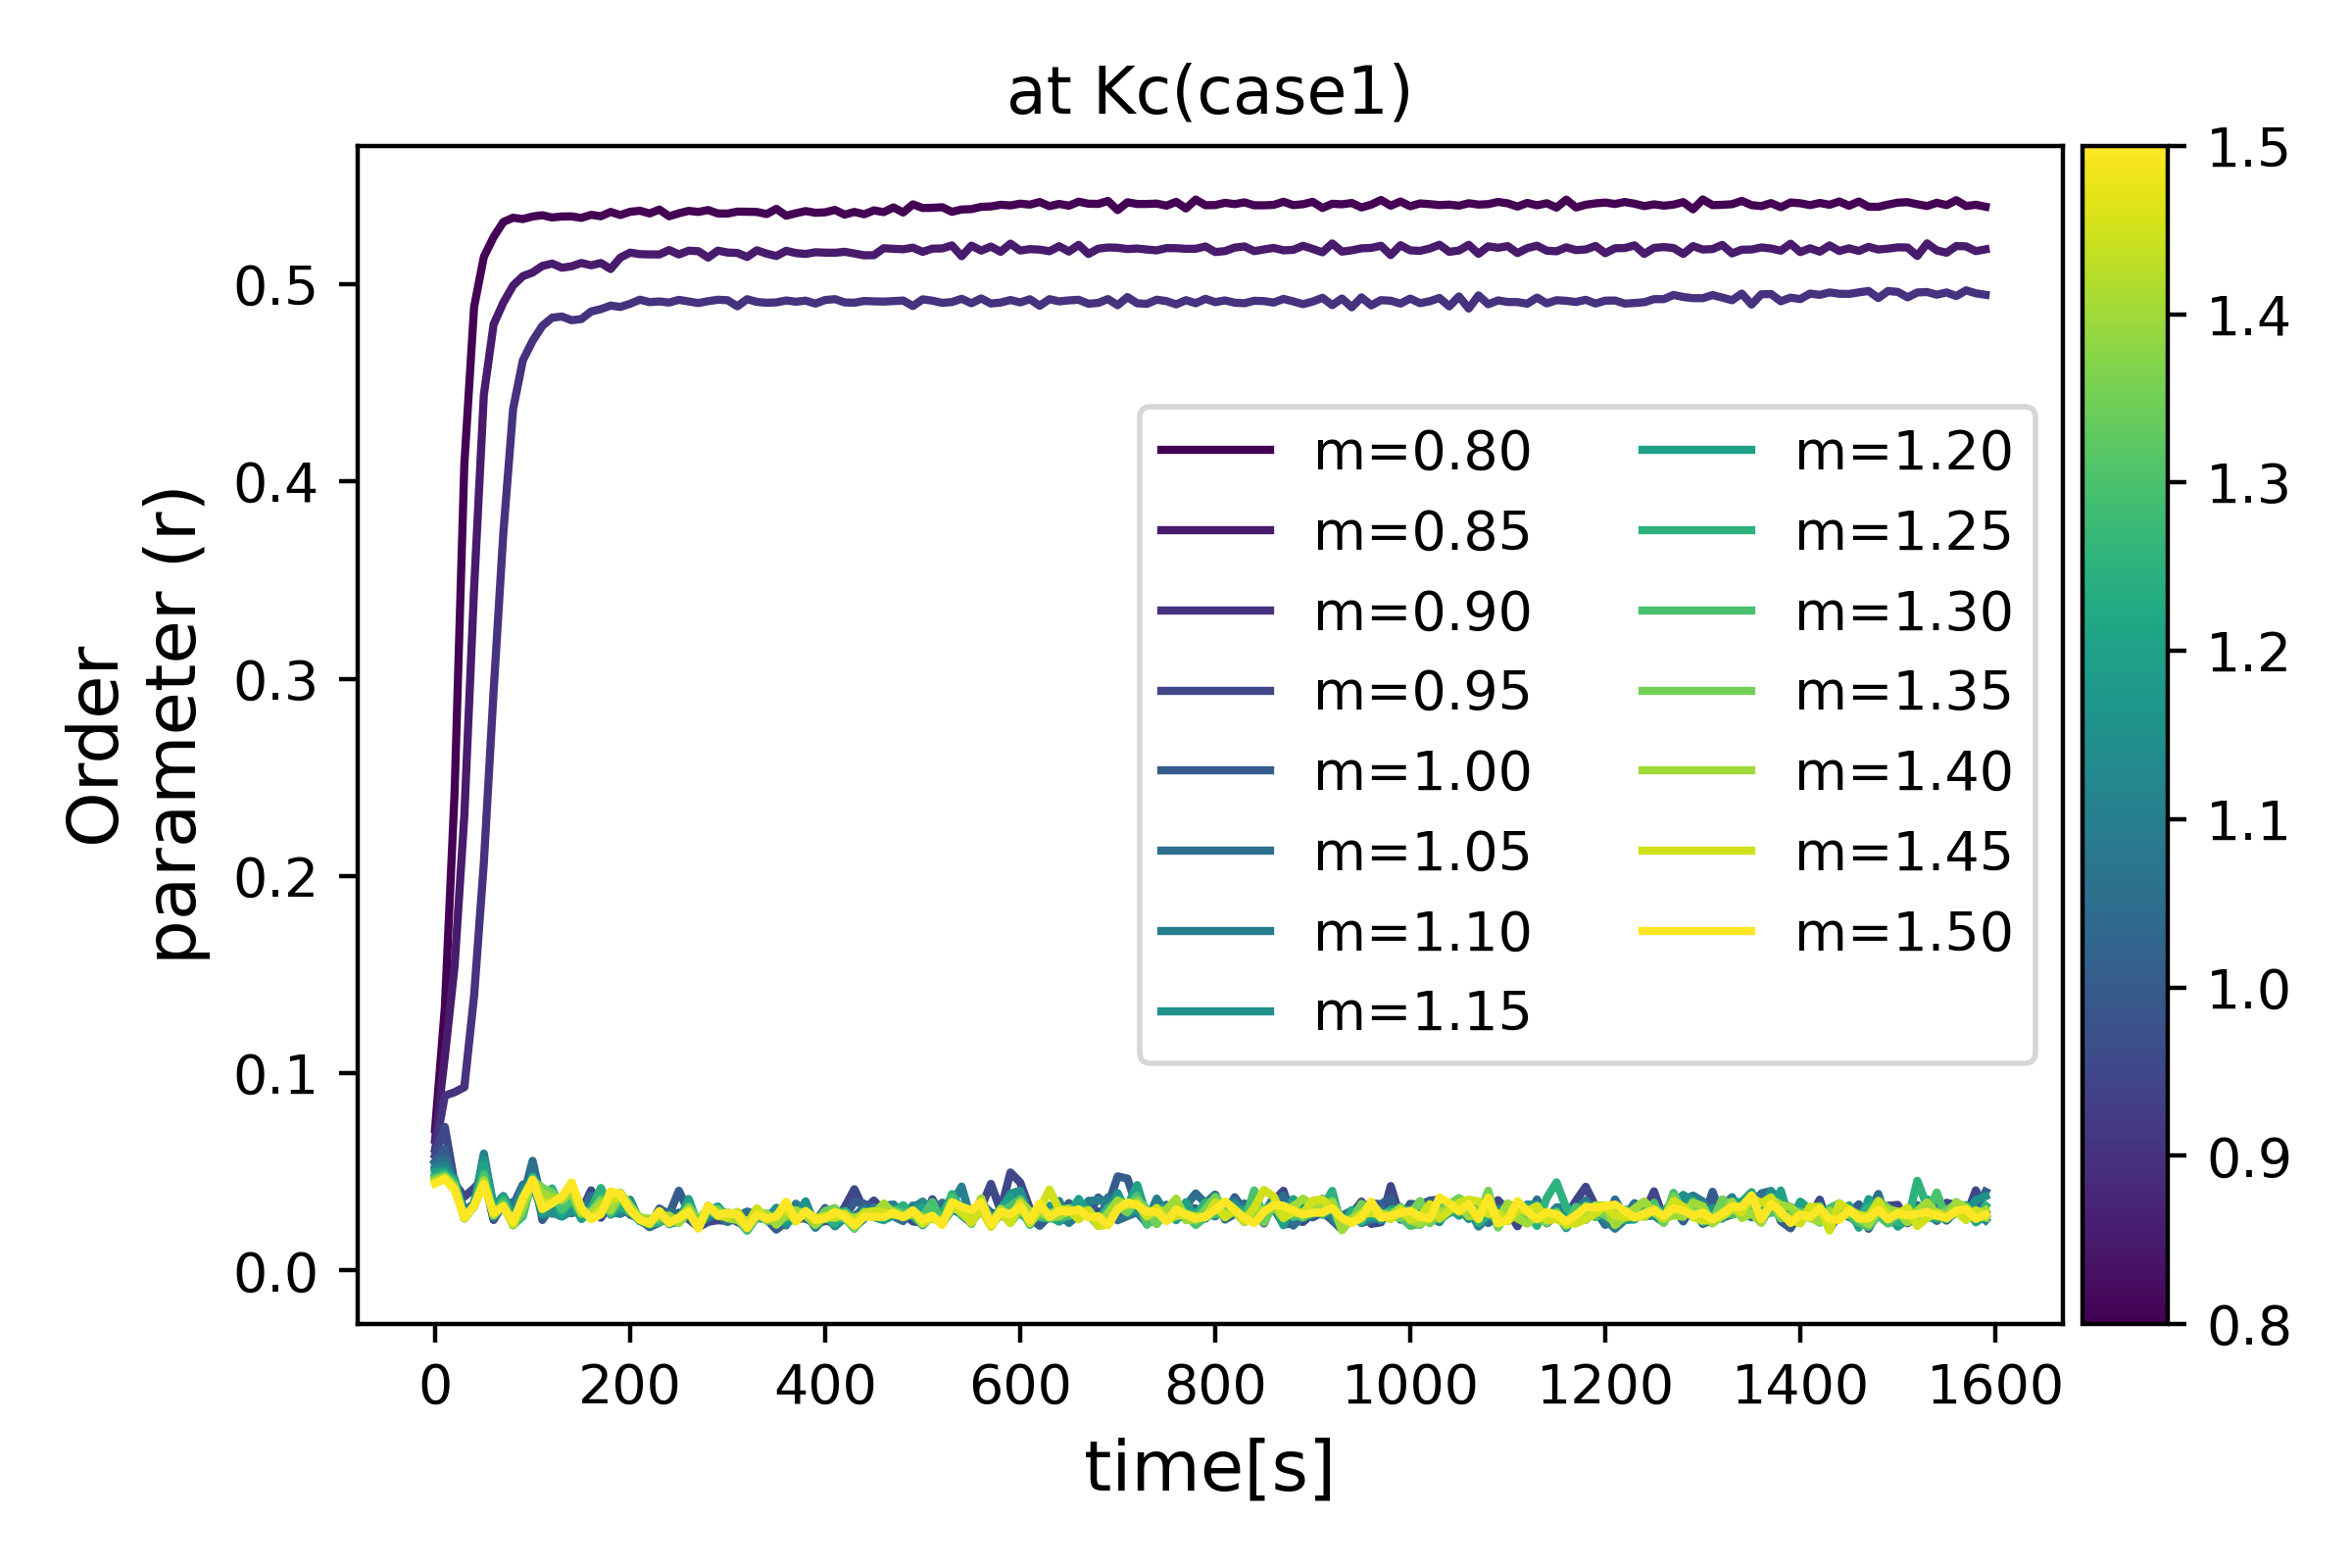 at Kc(case1)
Order
parameter (r)
0.5
0.4
0.3
0.2
0.1
0.0
m=0.80
m=0.85
m=0.90
m=0.95
m=1.00
m=1.05
m=1.10
m=1.15
m=1.20
m=1.25
m=1.30
m=1.35
m=1.40
m=1.45
m=1.50
1.5
1.4
1.3
1.2
1.1
1.0
0.9
0.8
0 200 400 600 800 1000 1200 1400 1600
time[s]